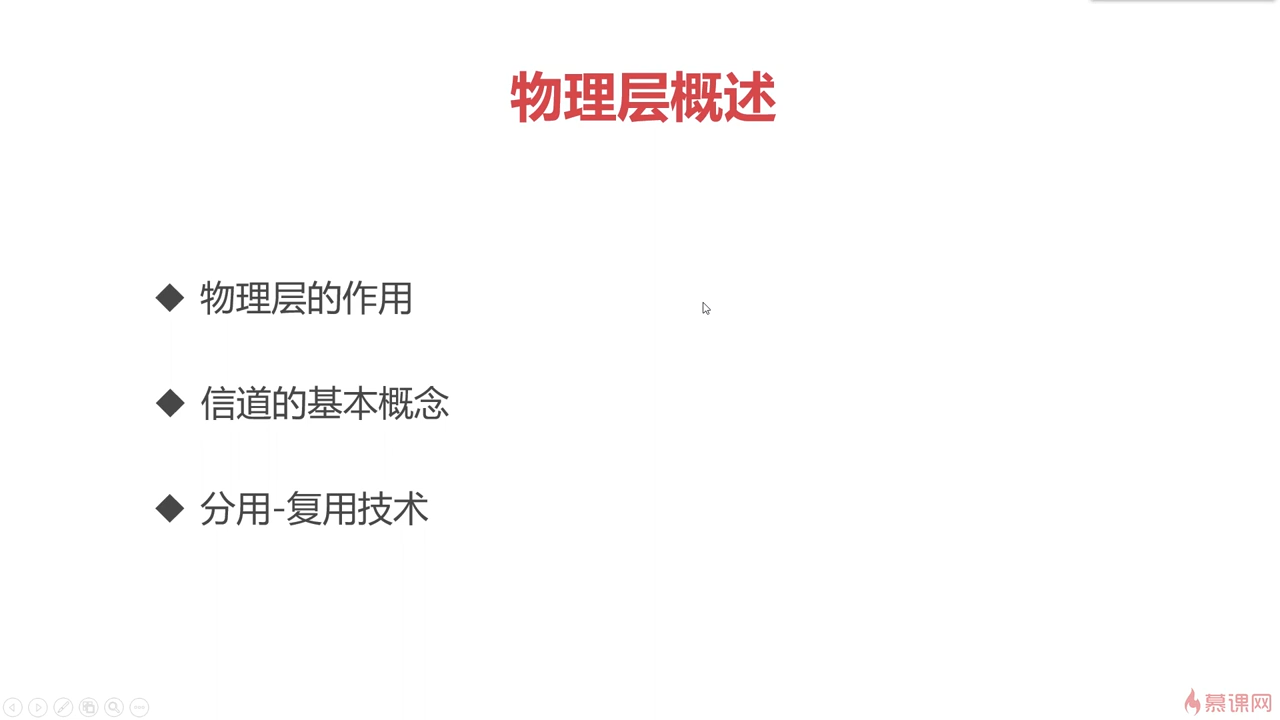 物理层概述
物理层的作用
信道的基本概念
分用-复用技术
慕课网